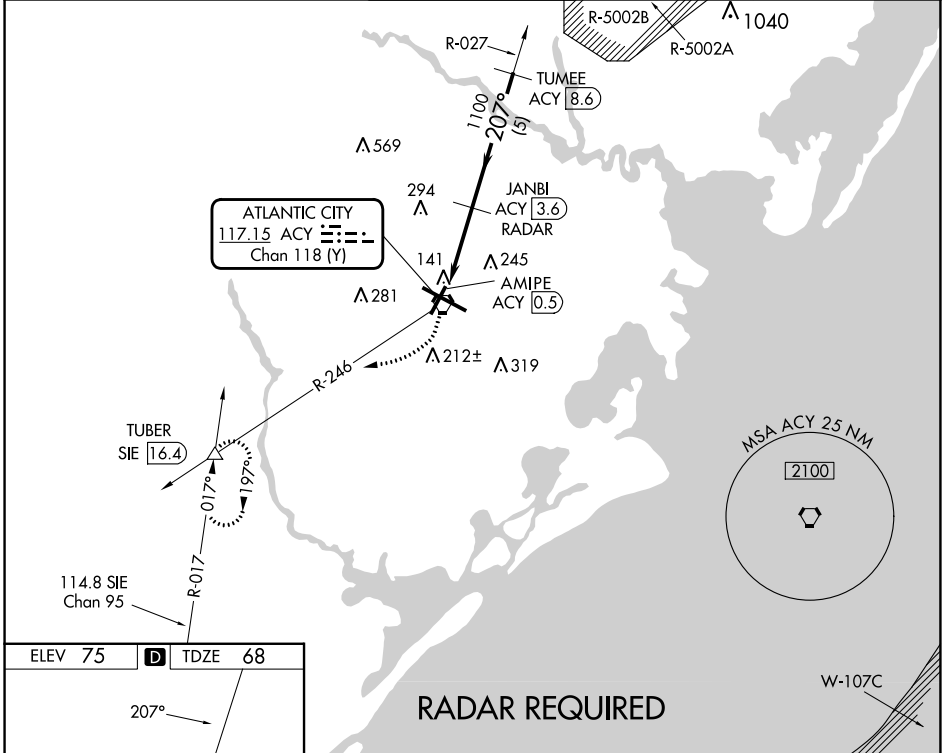 R-5002B
1040
R-5002A
R-027
TUMEE
ACY 8.6
1100
207°
(5)
569
294
JANBI
ACY 3.6
RADAR
ATLANTIC CITY
117.15 ACY
Chan 118 (Y)
141
245
AMIPE
ACY 0.5
281
212±
319
R-246
TUBER
SIE 16.4
MSA ACY 25 NM
2100
017°
197°
R-017
114.8 SIE
Chan 95
ELEV 75 D TDZE 68
207°
RADAR REQUIRED
W-107C